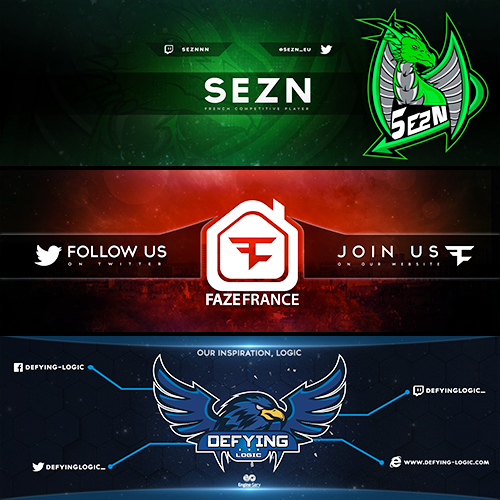 SEZNNN
@SEZN_EU
SEZN
FRENCH COMPETITIVE PLAYER
SEZN
FOLLOW US
ON TWITTER
JOIN US
ON OUR WEBSITE
FAZEFRANCE
OUR INSPIRATION, LOGIC
DEFYING-LOGIC
DEFYINGLOGIC_
DEFYING
LOGIC
DEFYINGLOGIC_
WWW.DEFYING-LOGIC.COM